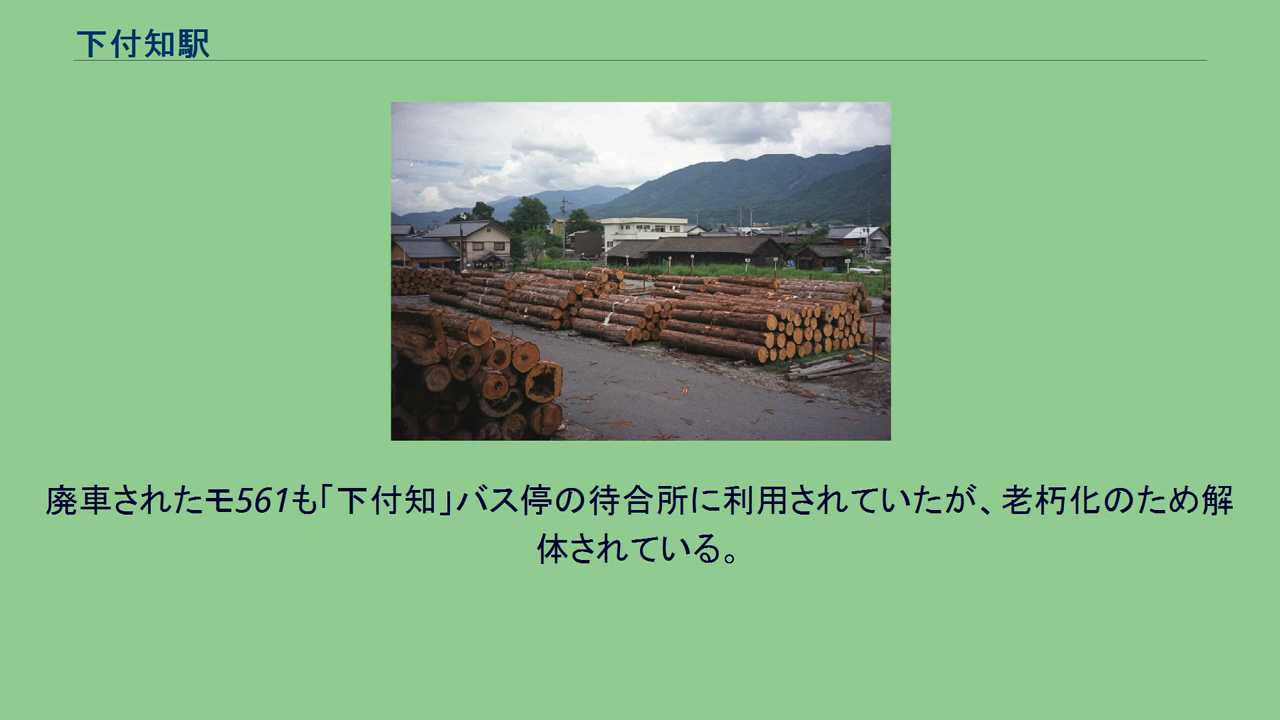 下付知駅
廃車されたモ561も「下付知」バス停の待合所に利用されていたが、老朽化のため解
体されている。